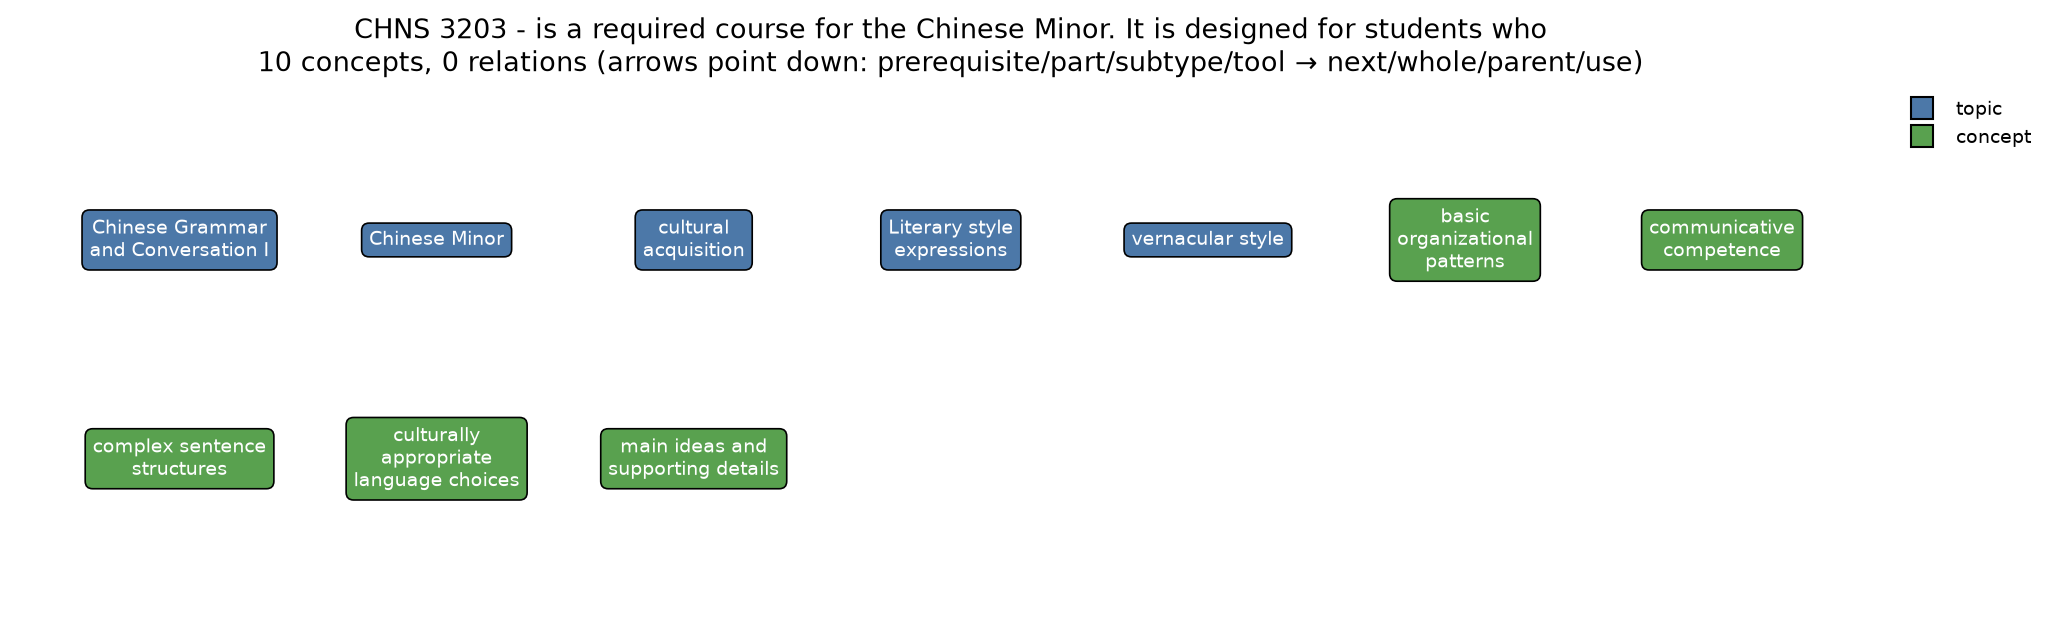 CHNS 3203 - is a required course for the Chinese Minor. It is designed for students who
10 concepts, 0 relations (arrows point down: prerequisite/part/subtype/tool → next/whole/parent/use)
topic
concept
Chinese Grammar
and Conversation I
Chinese Minor
cultural
acquisition
Literary style
expressions
vernacular style
basic
organizational
patterns
communicative
competence
complex sentence
structures
culturally
appropriate
language choices
main ideas and
supporting details